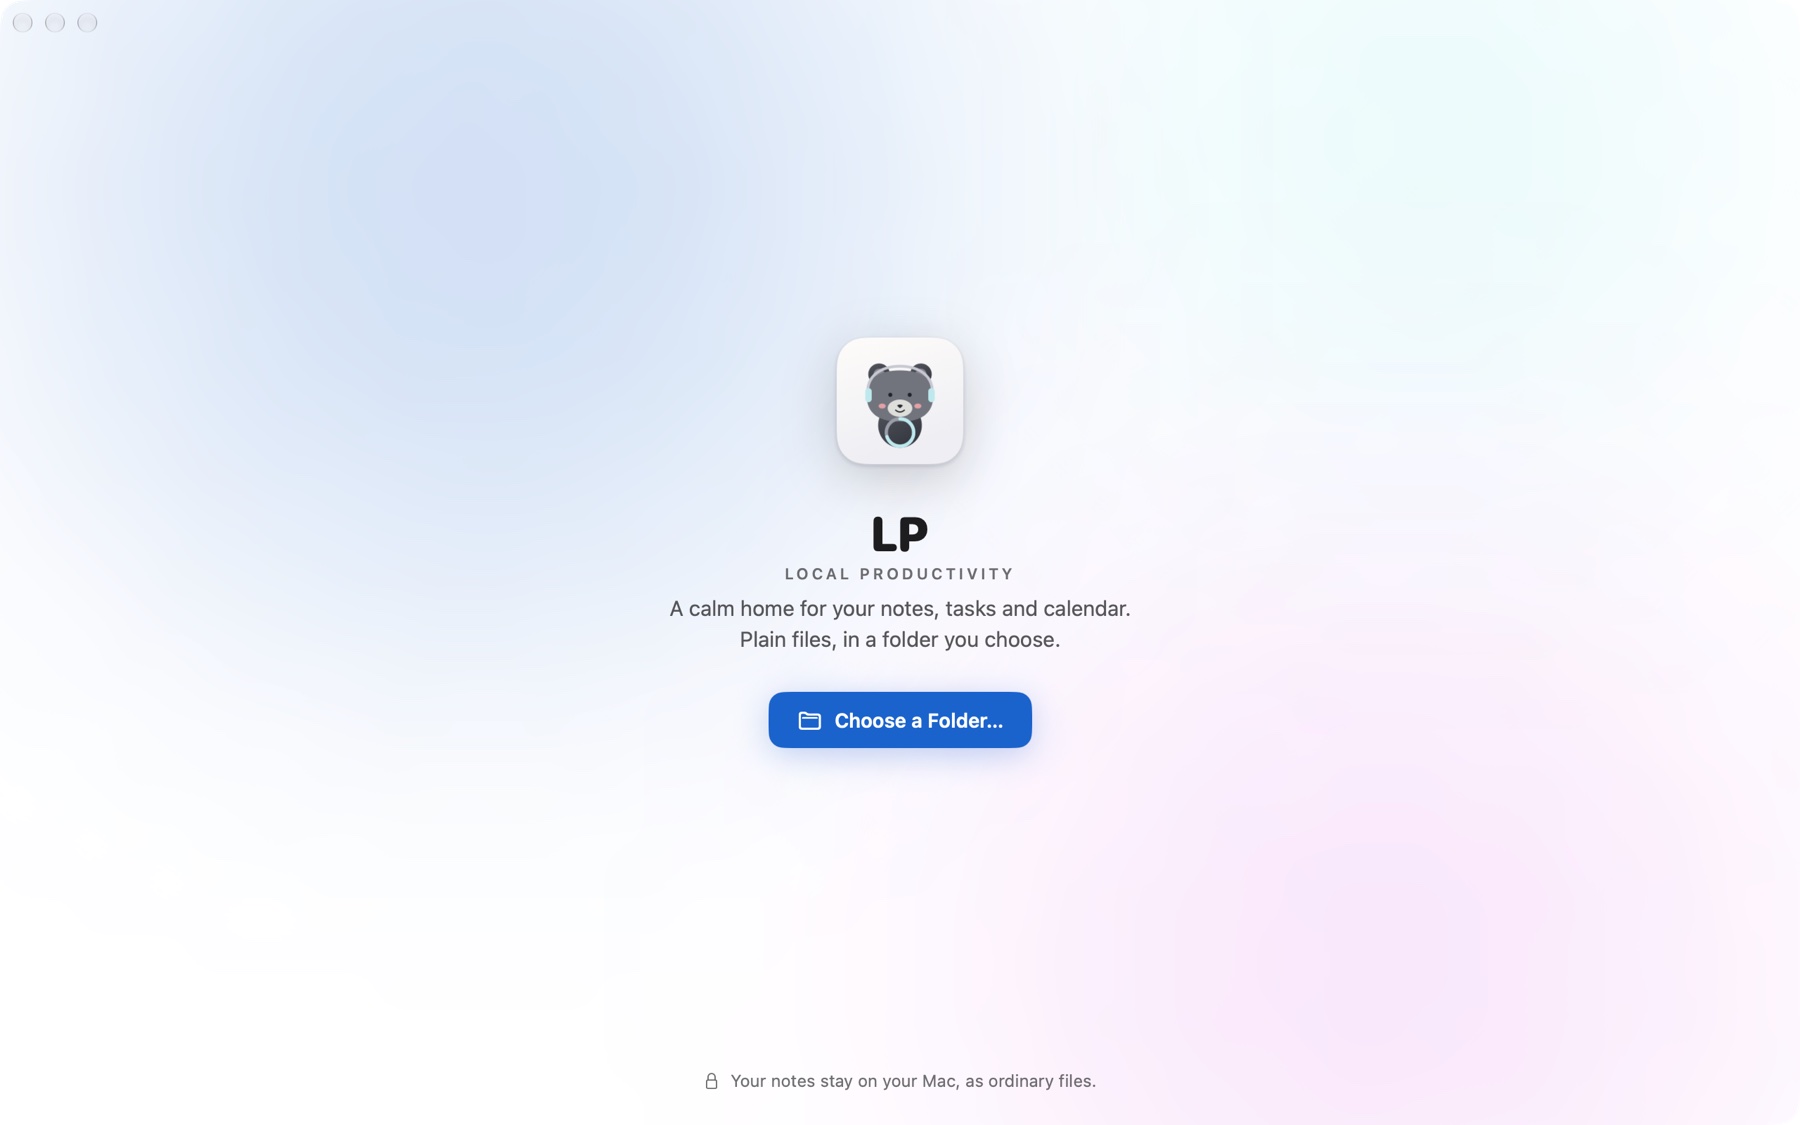 LP
LOCAL PRODUCTIVITY
A calm home for your notes, tasks and calendar.
Plain files, in a folder you choose.
Choose a Folder...
Your notes stay on your Mac, as ordinary files.